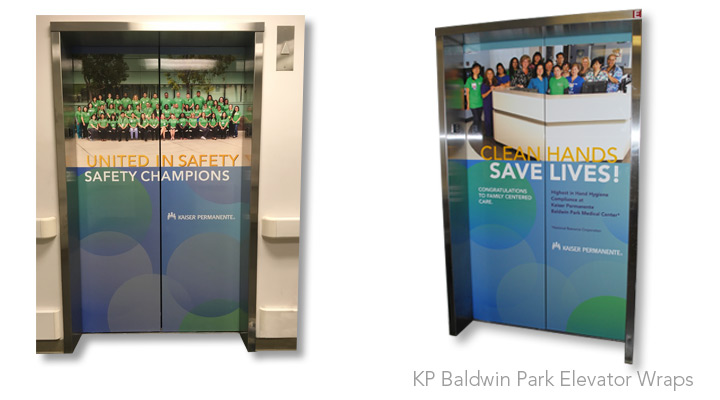 UNITED IN SAFETY
SAFETY CHAMPIONS
KAISER PERMANENTE.
E
CLEAN HANDS
SAVE LIVES!
CONGRATULATIONS
TO FAMILY CENTERED
CARE.
Highest in Hand Hygiene
Compliance at
Kaiser Permanente
Baldwin Park Medical Center*
KAISER PERMANENTE.
KP Baldwin Park Elevator Wraps